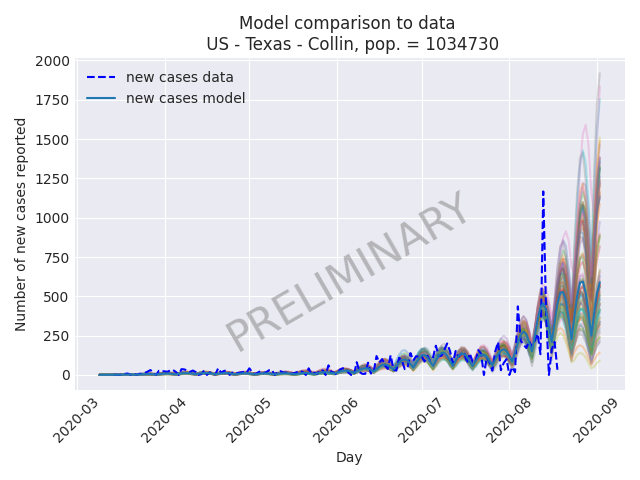 Model comparison to data
US - Texas - Collin, pop. = 1034730
2000
1750
1500
1250
1000
750
500
250
0
Number of new cases reported
new cases data
new cases model
PRELIMINARY
2020-03
2020-04
2020-05
2020-06
2020-07
2020-08
2020-09
Day